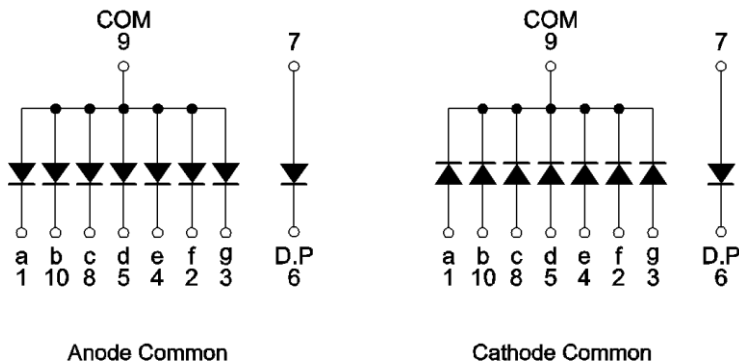 COM COM
9 7 9 7
a b c d e f g D.P a b c d e f g D.P
1 10 8 5 4 2 3 6 1 10 8 5 4 2 3 6
Anode Common Cathode Common